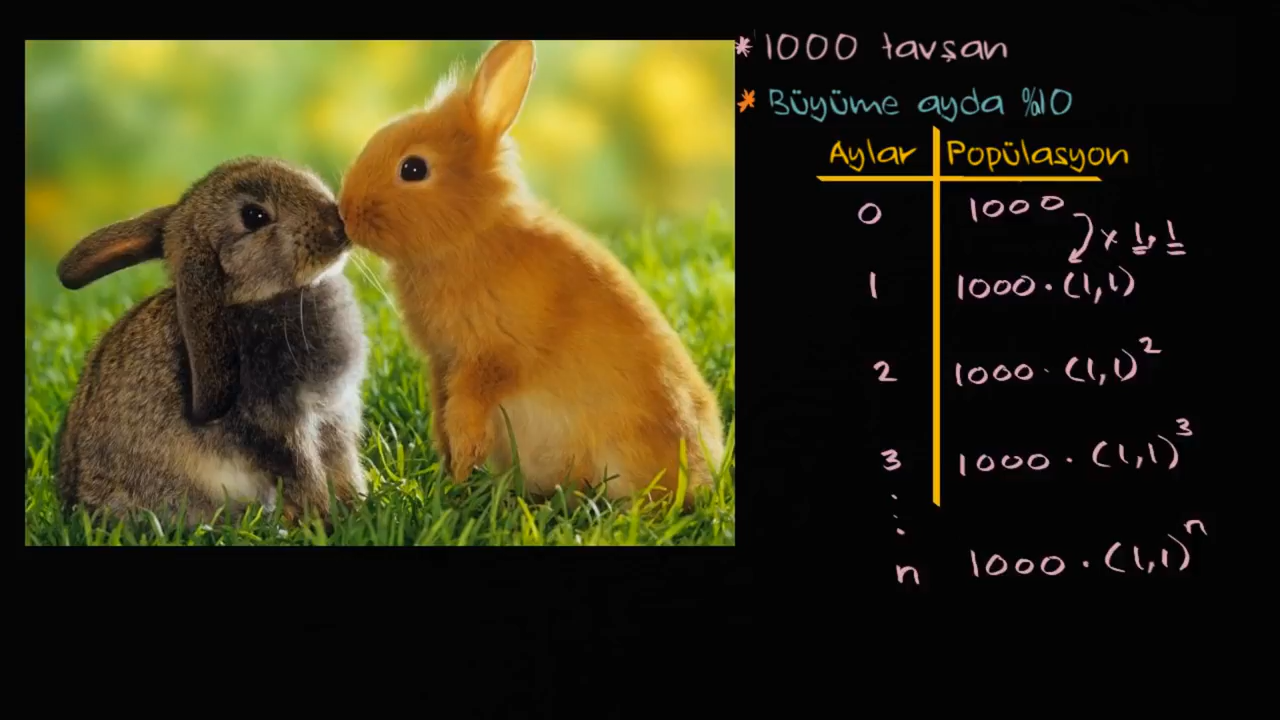 * 1000 tavşan
* Büyüme ayda %10
Aylar Popülasyon
0 1000
× 1,1
1 1000 · (1,1)
2 1000 · (1,1)²
3 1000 · (1,1)³
n 1000 · (1,1)ⁿ